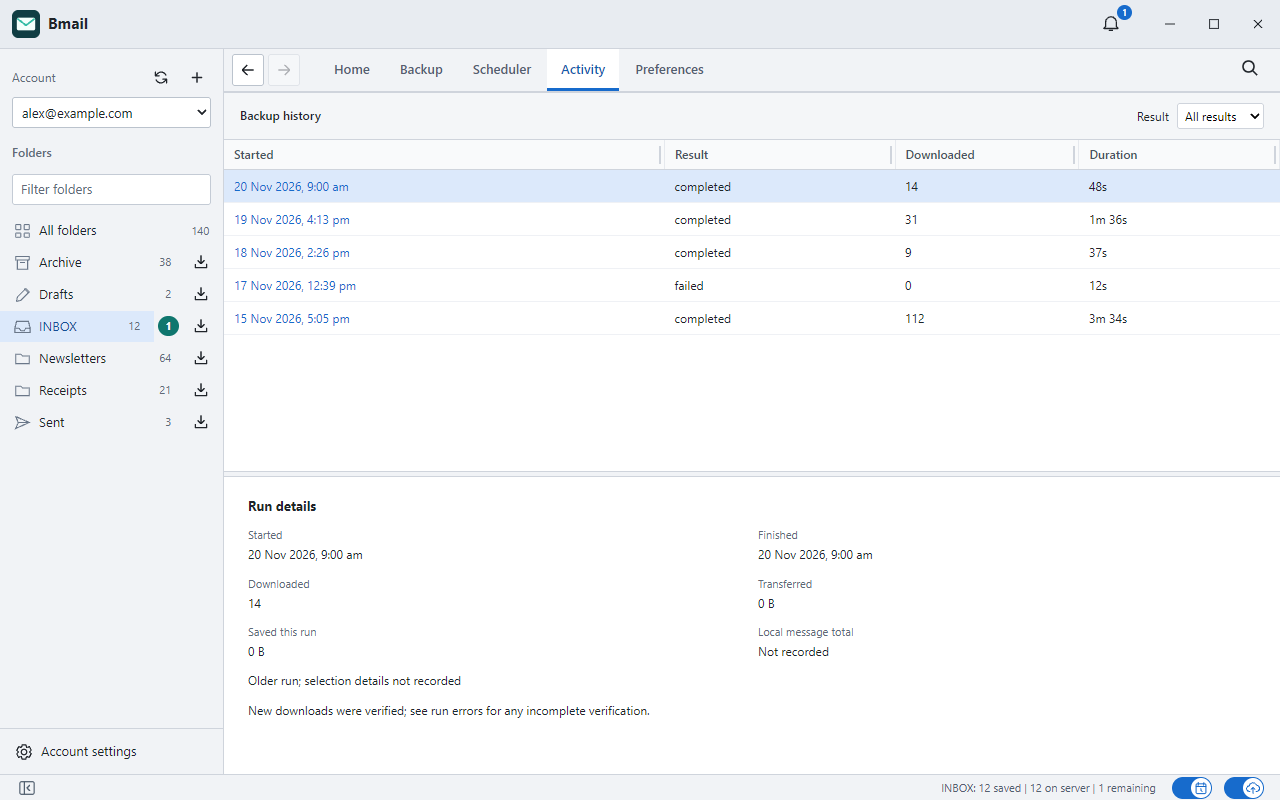 Bmail
1
Account
alex@example.com
Folders
Filter folders
All folders 140
Archive 38
Drafts 2
INBOX 12 1
Newsletters 64
Receipts 21
Sent 3
Account settings
Home Backup Scheduler Activity Preferences
Backup history
Result All results
Started Result Downloaded Duration
20 Nov 2026, 9:00 am completed 14 48s
19 Nov 2026, 4:13 pm completed 31 1m 36s
18 Nov 2026, 2:26 pm completed 9 37s
17 Nov 2026, 12:39 pm failed 0 12s
15 Nov 2026, 5:05 pm completed 112 3m 34s
Run details
Started Finished
20 Nov 2026, 9:00 am 20 Nov 2026, 9:00 am
Downloaded Transferred
14 0 B
Saved this run Local message total
0 B Not recorded
Older run; selection details not recorded
New downloads were verified; see run errors for any incomplete verification.
INBOX: 12 saved | 12 on server | 1 remaining